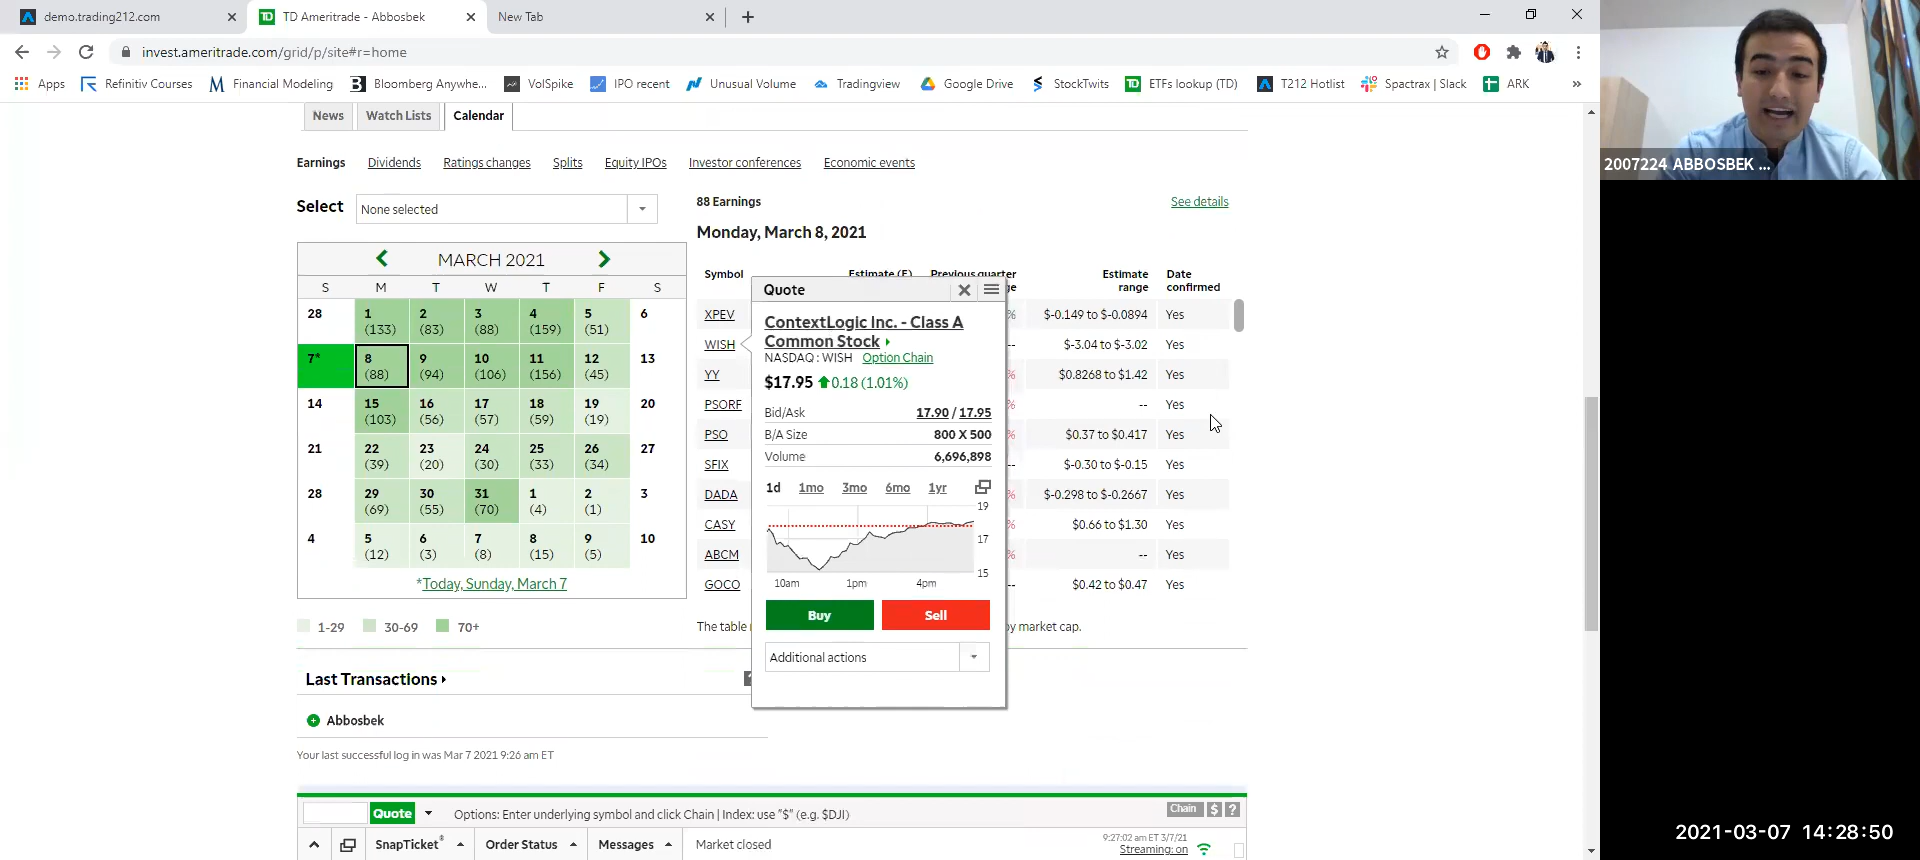 demo.trading212.com
TD Ameritrade - Abbosbek
New Tab
invest.ameritrade.com/grid/p/site#r=home
Apps Refinitiv Courses Financial Modeling Bloomberg Anywhe... VolSpike IPO recent Unusual Volume Tradingview Google Drive StockTwits ETFs lookup (TD) T212 Hotlist Spactrax | Slack ARK »
News Watch Lists Calendar
Earnings Dividends Ratings changes Splits Equity IPOs Investor conferences Economic events
Select None selected
MARCH 2021
S M T W T F S
28 1 (133) 2 (83) 3 (88) 4 (159) 5 (51) 6
7* 8 (88) 9 (94) 10 (106) 11 (156) 12 (45) 13
14 15 (103) 16 (56) 17 (57) 18 (59) 19 (19) 20
21 22 (39) 23 (20) 24 (30) 25 (33) 26 (34) 27
28 29 (69) 30 (55) 31 (70) 1 (4) 2 (1) 3
4 5 (12) 6 (3) 7 (8) 8 (15) 9 (5) 10
*Today, Sunday, March 7
1-29 30-69 70+
88 Earnings See details
Monday, March 8, 2021
Symbol Estimate (E) Previous quarter Estimate range Date confirmed
XPEV % $-0.149 to $-0.0894 Yes
WISH $-3.04 to $-3.02 Yes
YY % $0.8268 to $1.42 Yes
PSORF % -- Yes
PSO % $0.37 to $0.417 Yes
SFIX -- $-0.30 to $-0.15 Yes
DADA % $-0.298 to $-0.2667 Yes
CASY % $0.66 to $1.30 Yes
ABCM % -- Yes
GOCO -- $0.42 to $0.47 Yes
The table by market cap.
Quote
ContextLogic Inc. - Class A
Common Stock
NASDAQ : WISH Option Chain
$17.95 0.18 (1.01%)
Bid/Ask 17.90 / 17.95
B/A Size 800 X 500
Volume 6,696,898
1d 1mo 3mo 6mo 1yr
19
17
15
10am 1pm 4pm
Buy Sell
Additional actions
Last Transactions
Abbosbek
Your last successful log in was Mar 7 2021 9:26 am ET
Quote Options: Enter underlying symbol and click Chain | Index: use "$" (e.g. $DJI) Chain $ ?
SnapTicket® Order Status Messages Market closed
9:27:02 am ET 3/7/21
Streaming: on
2007224 ABBOSBEK ...
2021-03-07 14:28:50